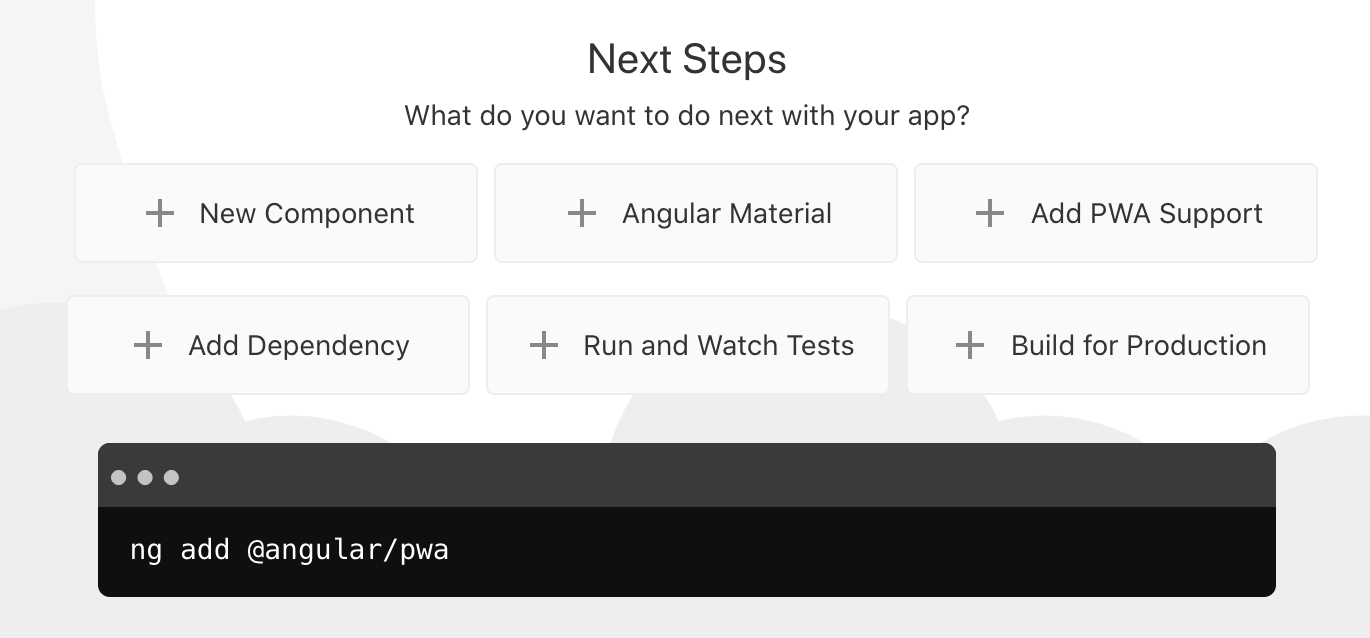 Next Steps
What do you want to do next with your app?
New Component
Angular Material
Add PWA Support
Add Dependency
Run and Watch Tests
Build for Production
ng add @angular/pwa